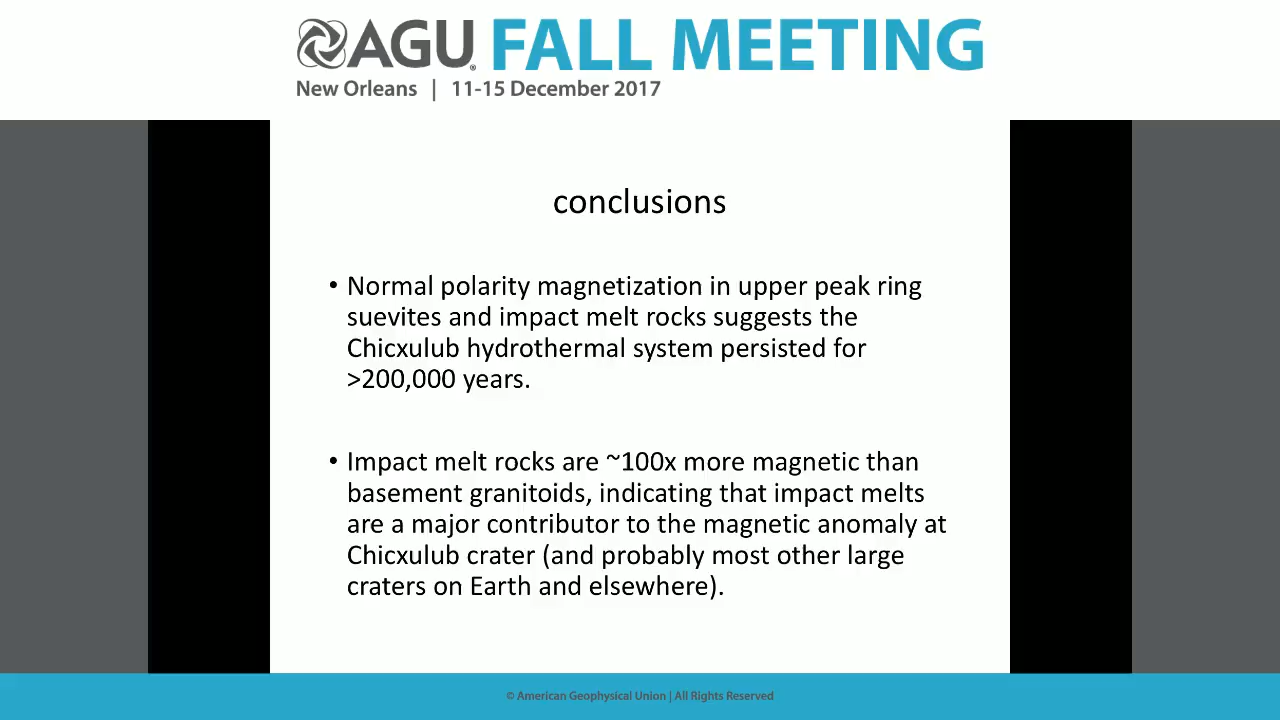 AGU FALL MEETING
New Orleans | 11-15 December 2017
conclusions
• Normal polarity magnetization in upper peak ring
suevites and impact melt rocks suggests the
Chicxulub hydrothermal system persisted for
>200,000 years.
• Impact melt rocks are ~100x more magnetic than
basement granitoids, indicating that impact melts
are a major contributor to the magnetic anomaly at
Chicxulub crater (and probably most other large
craters on Earth and elsewhere).
© American Geophysical Union | All Rights Reserved